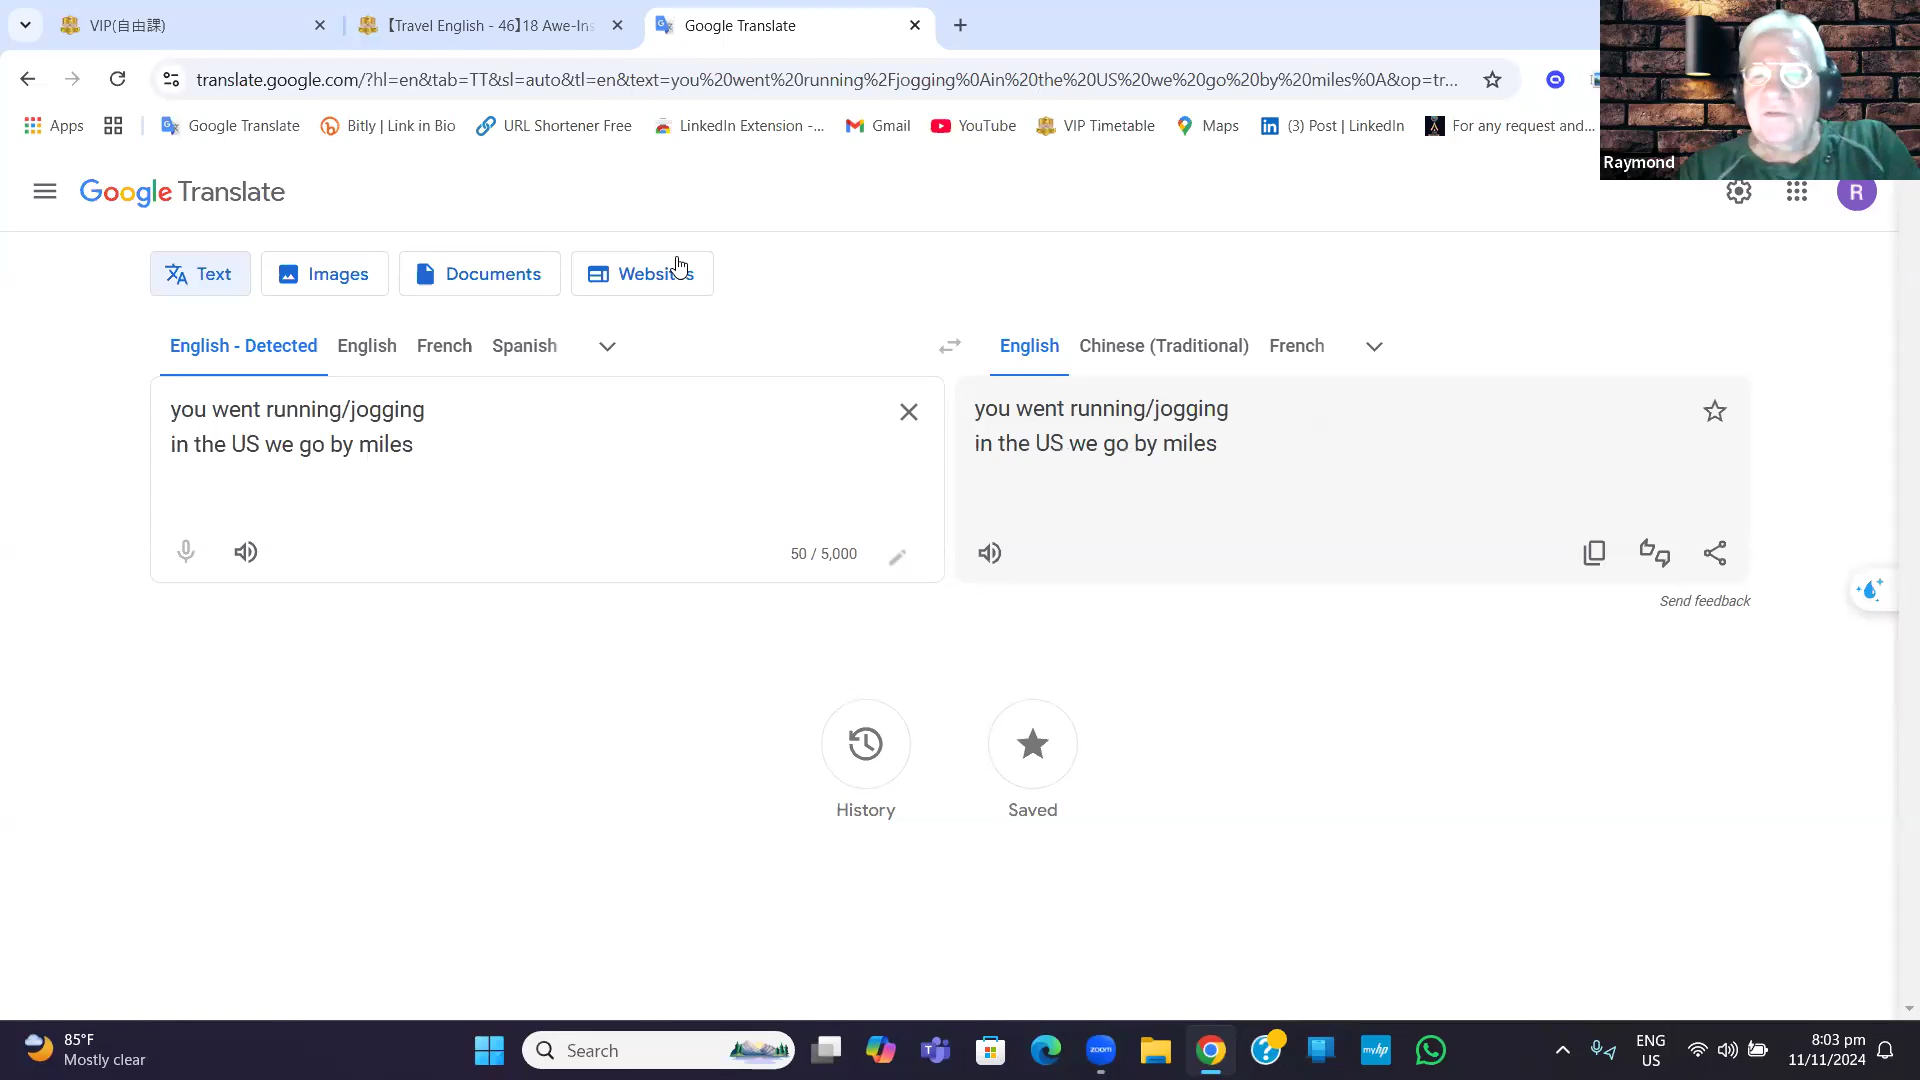 VIP(自由課)
【Travel English - 46】18 Awe-Ins
Google Translate
translate.google.com/?hl=en&tab=TT&sl=auto&tl=en&text=you%20went%20running%2Fjogging%0Ain%20the%20US%20we%20go%20by%20miles%0A&op=tr...
Apps
Google Translate
Bitly | Link in Bio
URL Shortener Free
LinkedIn Extension -...
Gmail
YouTube
VIP Timetable
Maps
(3) Post | LinkedIn
For any request and...
Raymond
Google Translate
R
Text
Images
Documents
Websites
English - Detected
English
French
Spanish
English
Chinese (Traditional)
French
you went running/jogging
in the US we go by miles
50 / 5,000
you went running/jogging
in the US we go by miles
Send feedback
History
Saved
85°F
Mostly clear
Search
zoom
myhp
ENG
US
8:03 pm
11/11/2024